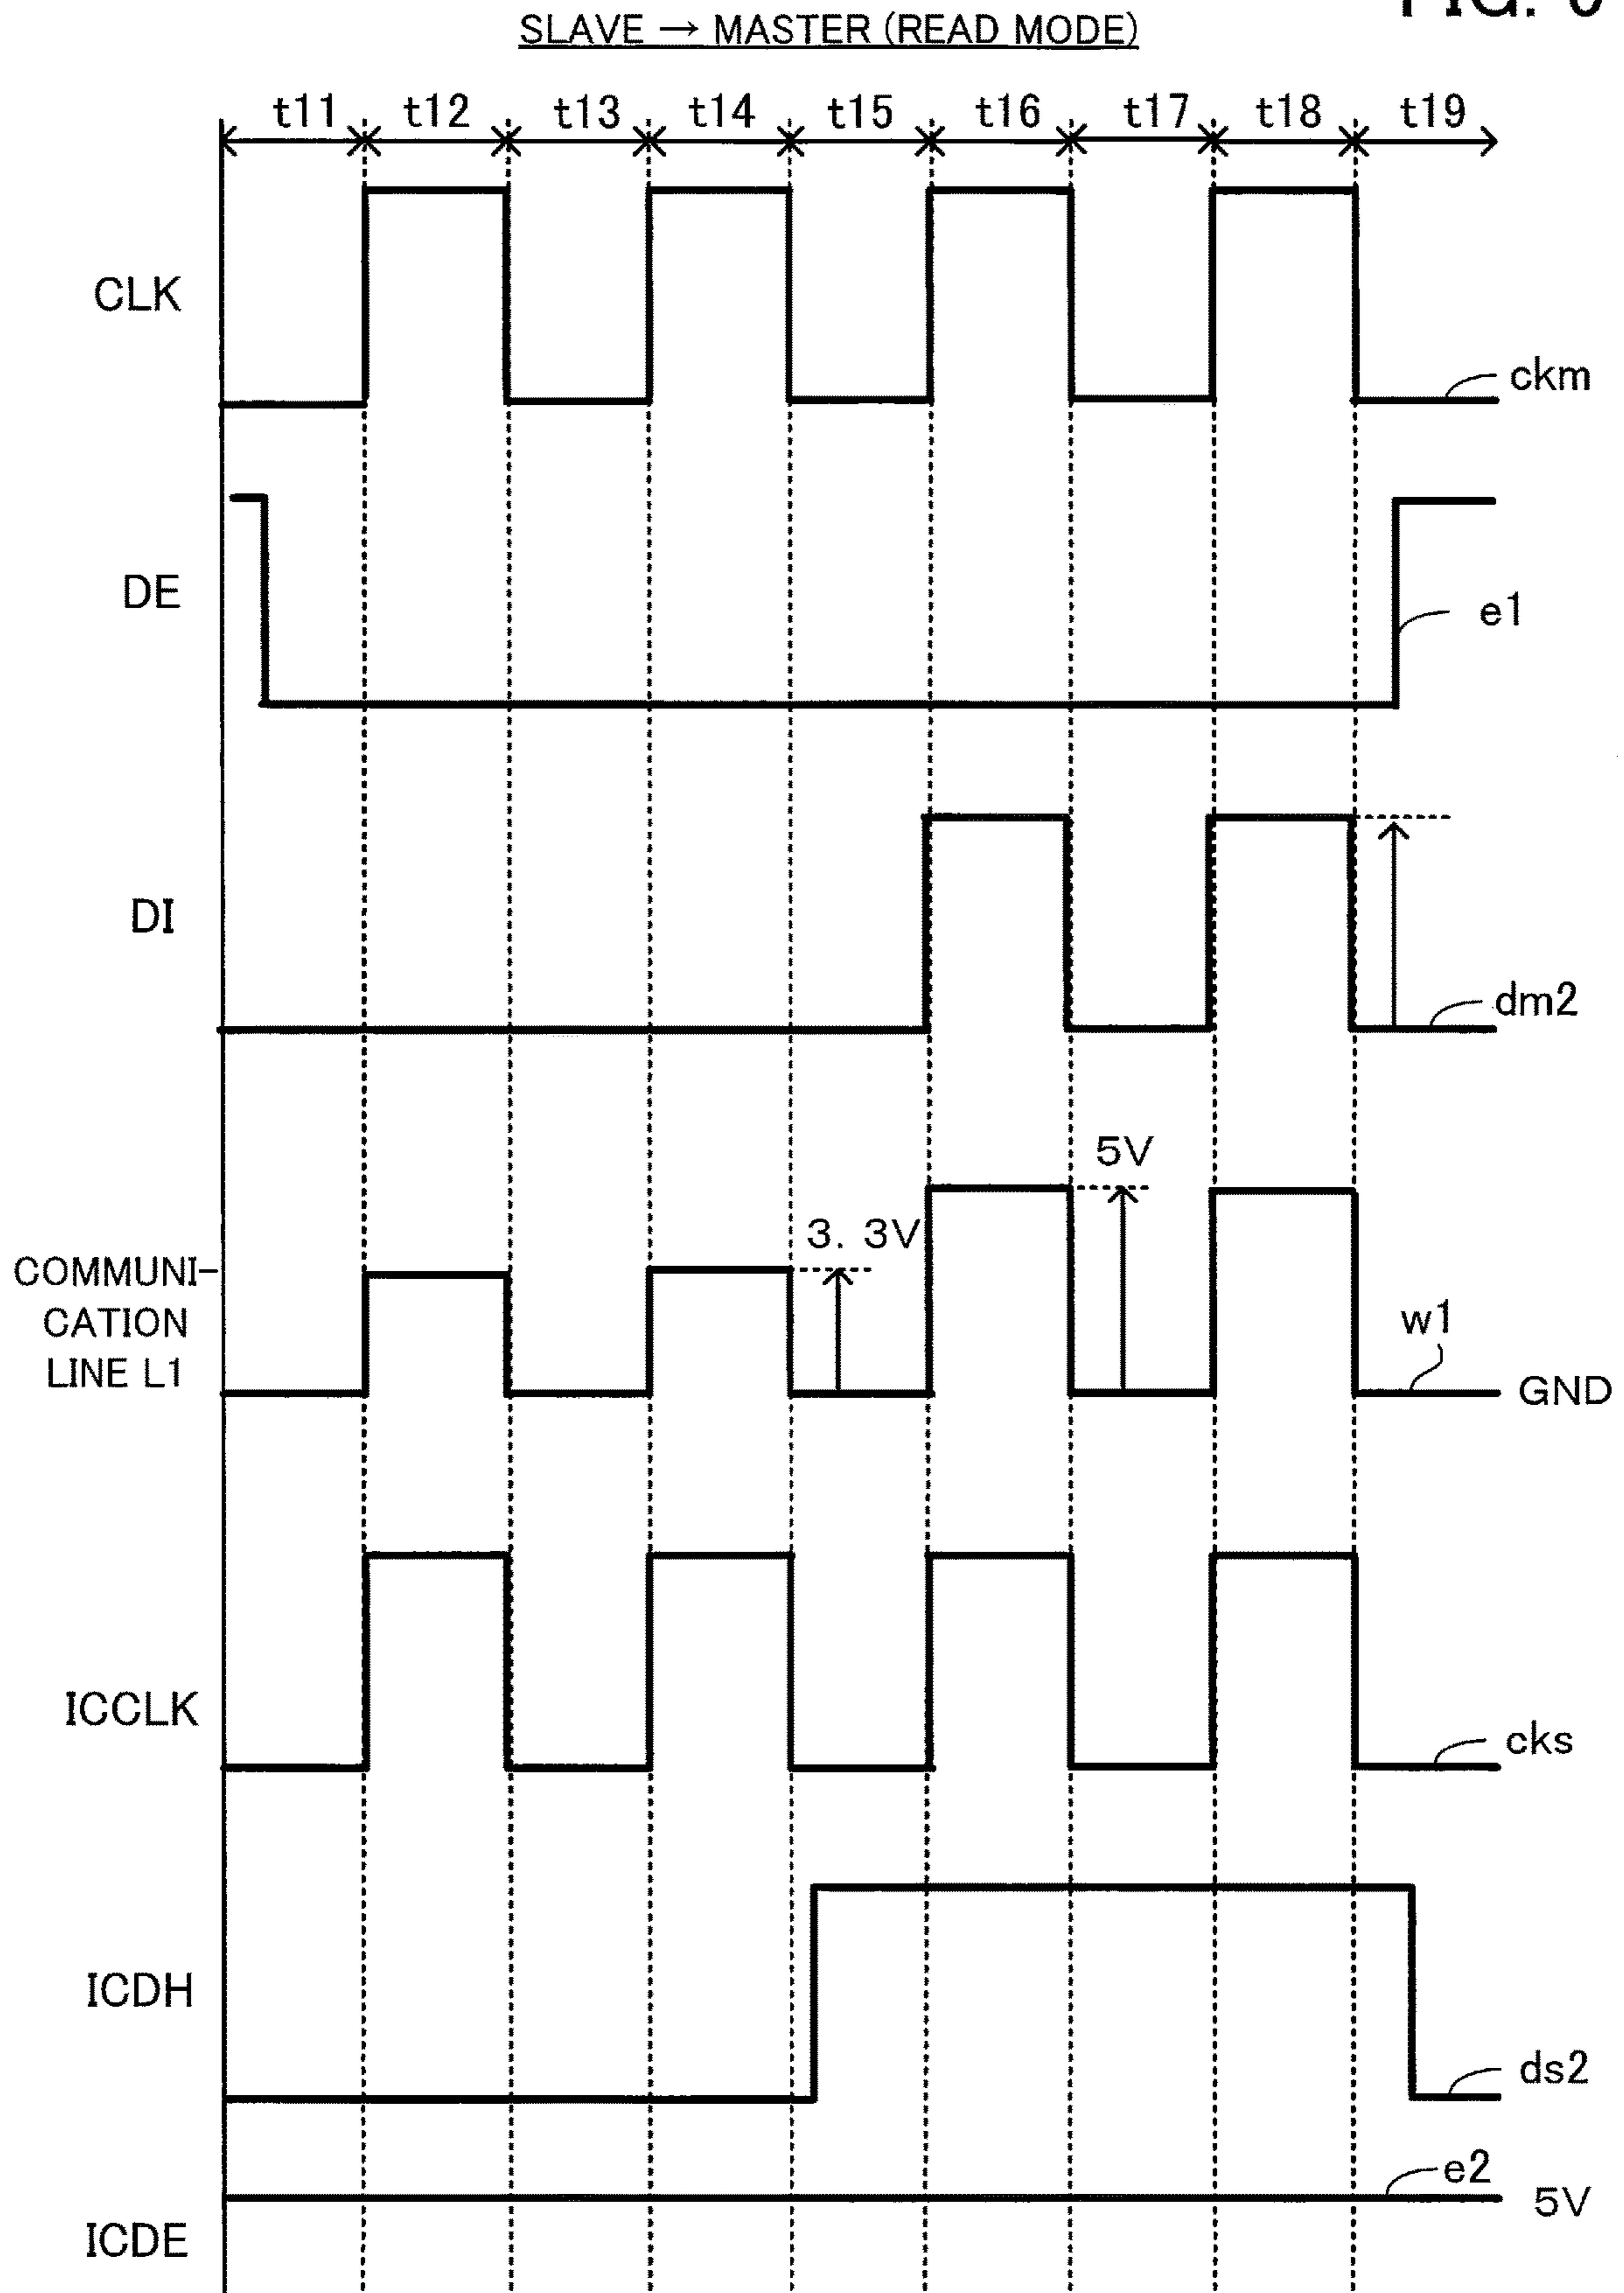 SLAVE → MASTER (READ MODE)
t11 t12 t13 t14 t15 t16 t17 t18 t19
CLK
ckm
DE
e1
DI
dm2
5V
3. 3V
COMMUNI-
CATION
LINE L1
w1
GND
ICCLK
cks
ICDH
ds2
e2
5V
ICDE